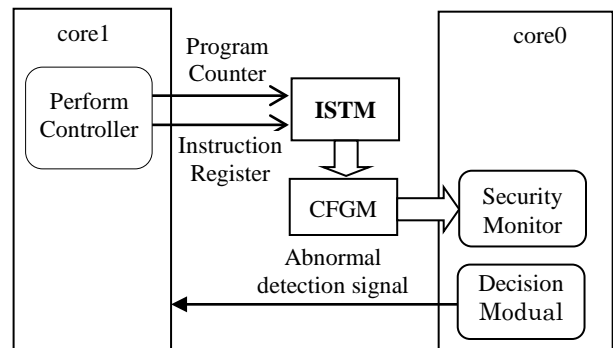 core1
core0
Program
Counter
Perform
Controller
ISTM
Instruction
Register
CFGM
Security
Monitor
Abnormal
detection signal
Decision
Modual